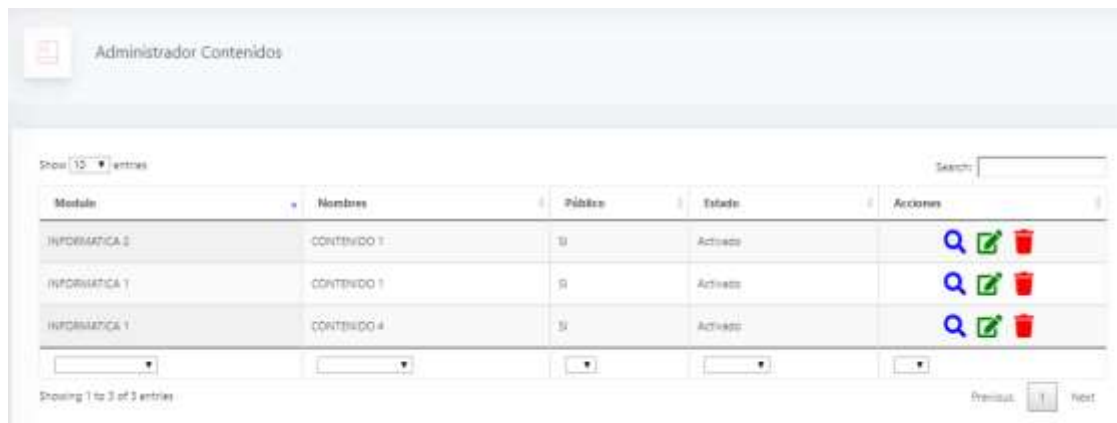 Administrador Contenidos
Show 10 entries
Search:
Modulo Nombres Público Estado Acciones
INFORMATICA 2 CONTENIDO 1 SI Activado
INFORMATICA 1 CONTENIDO 1 SI Activado
INFORMATICA 1 CONTENIDO 4 SI Activado
Showing 1 to 3 of 3 entries
Previous 1 Next